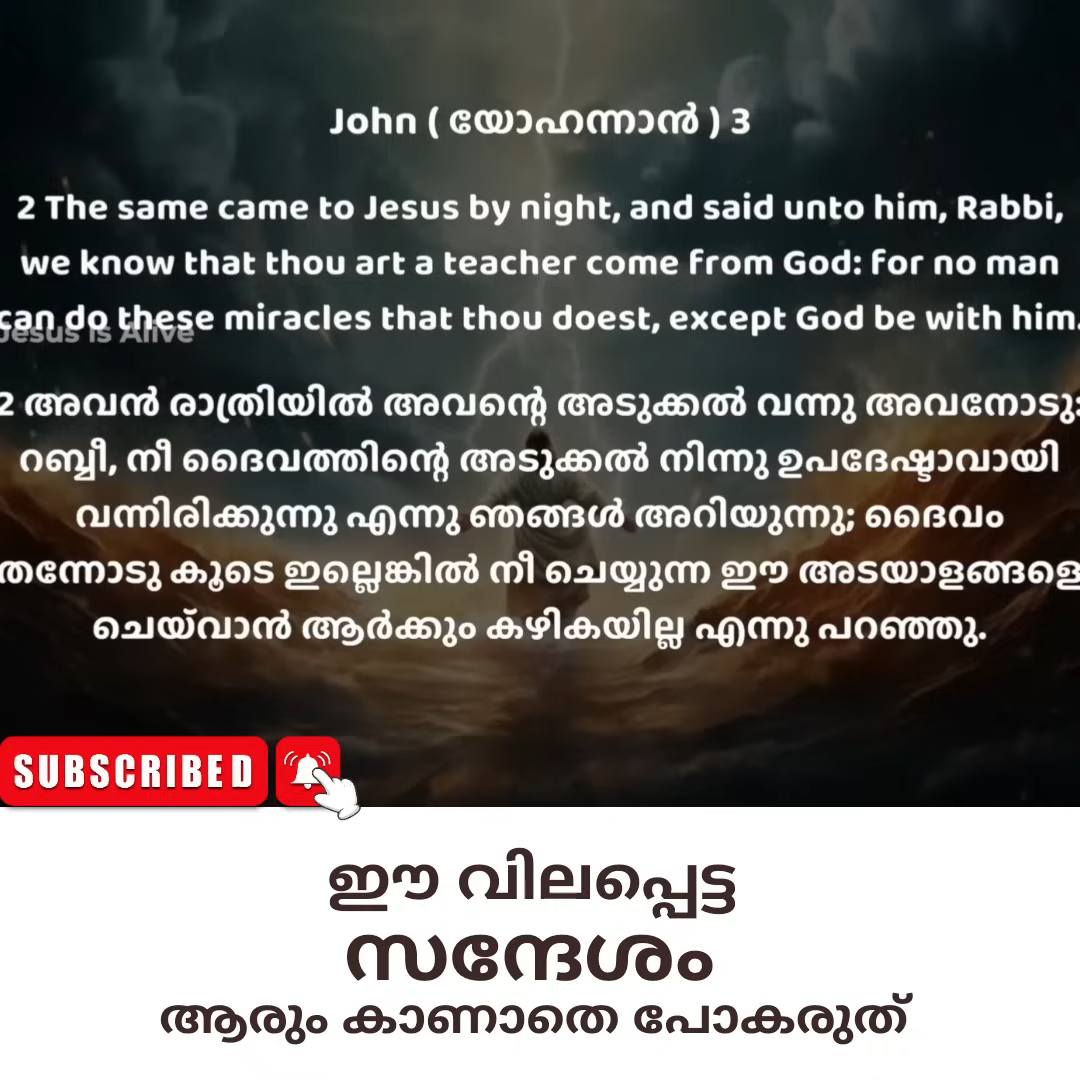 John ( യോഹന്നാൻ ) 3
2 The same came to Jesus by night, and said unto him, Rabbi,
we know that thou art a teacher come from God: for no man
can do these miracles that thou doest, except God be with him.
Jesus Is Alive
2 അവൻ രാത്രിയിൽ അവന്റെ അടുക്കൽ വന്നു അവനോടു:
റബ്ബീ, നീ ദൈവത്തിന്റെ അടുക്കൽ നിന്നു ഉപദേഷ്ടാവായി
വന്നിരിക്കുന്നു എന്നു ഞങ്ങൾ അറിയുന്നു; ദൈവം
തന്നോടു കൂടെ ഇല്ലെങ്കിൽ നീ ചെയ്യുന്ന ഈ അടയാളങ്ങളെ
ചെയ്‌വാൻ ആർക്കും കഴികയില്ല എന്നു പറഞ്ഞു.
SUBSCRIBED
ഈ വിലപ്പെട്ട
സന്ദേശം
ആരും കാണാതെ പോകരുത്